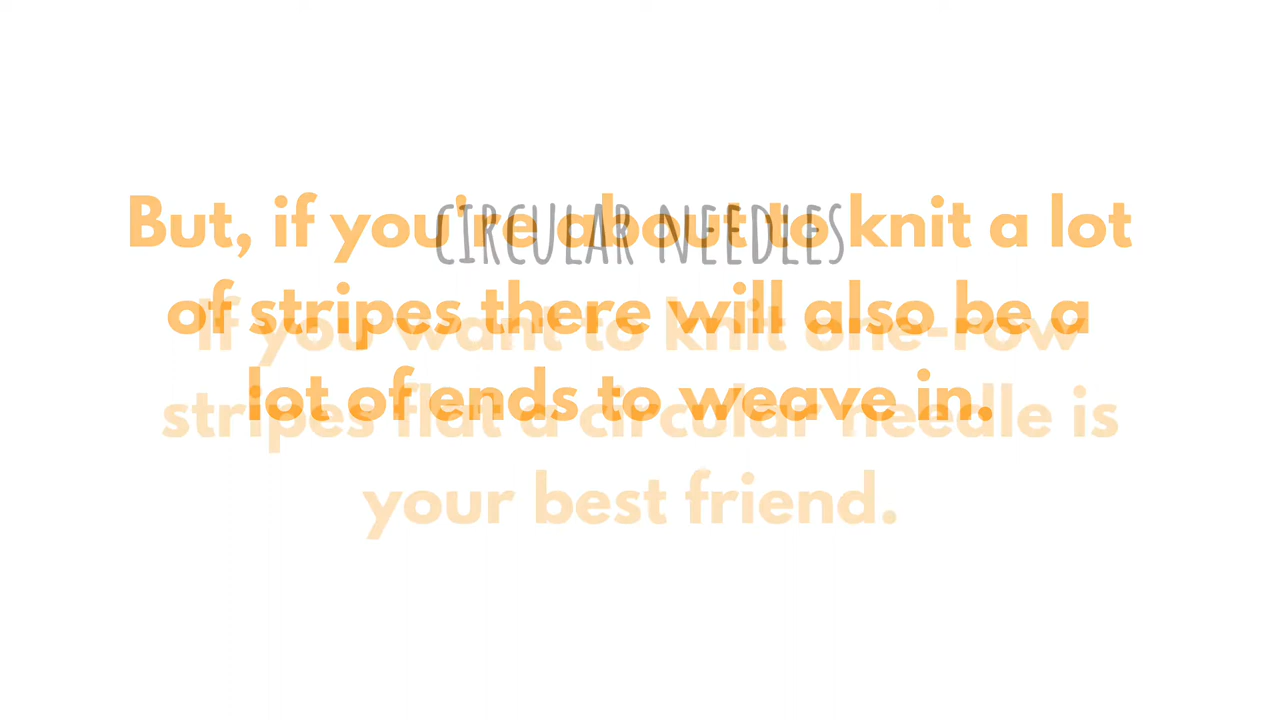 But, if you're about to knit a lot
of stripes there will also be a
lot of ends to weave in.
CIRCULAR NEEDLES
If you want to knit one-row
stripes flat a circular needle is
your best friend.